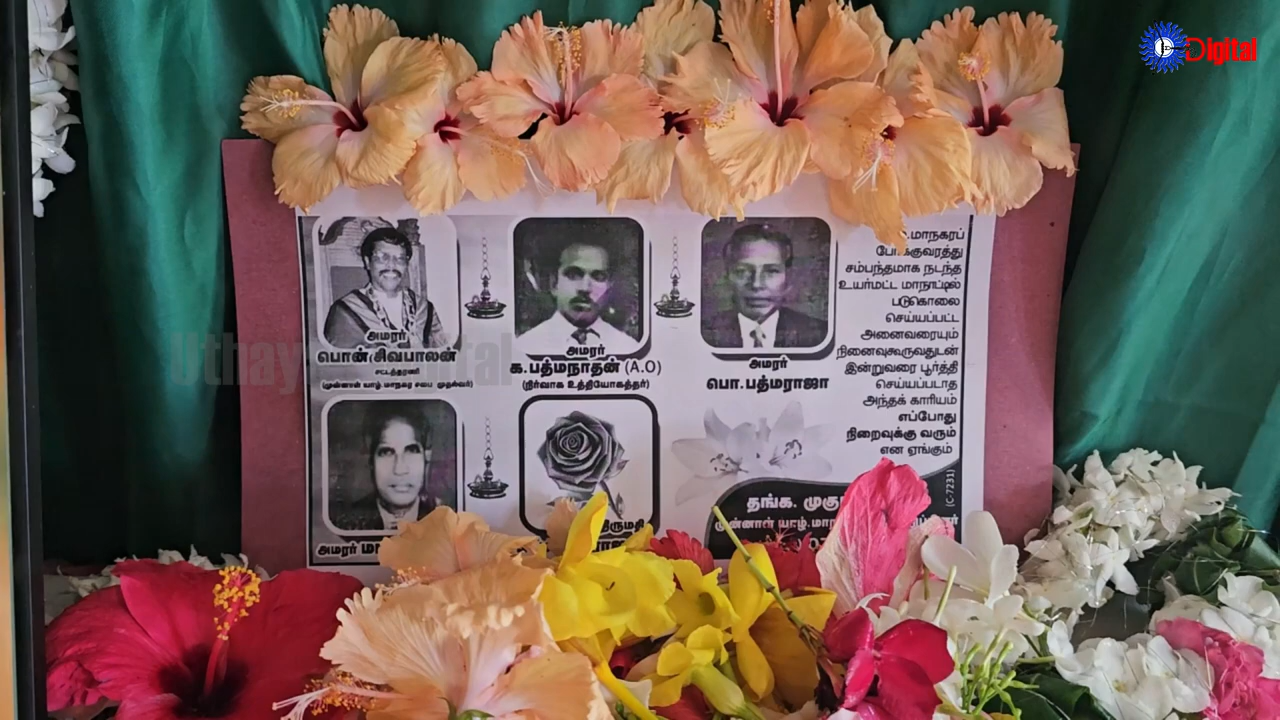 Digital
அமரர்
பொன் சிவபாலன்
சட்டத்தரணி
(முன்னாள் யாழ் மாநகர சபை முதல்வர்)
அமரர்
க.பத்மநாதன் (A.O)
(நிர்வாக உத்தியோகத்தர்)
அமரர்
பொ.பத்மராஜா
மாநகரப்
போக்குவரத்து
சம்பந்தமாக நடந்த
உயர்மட்ட மாநாட்டில்
படுகொலை
செய்யப்பட்ட
அனைவரையும்
நினைவுகூருவதுடன்
இன்றுவரை பூர்த்தி
செய்யப்படாத
அந்தக் காரியம்
எப்போது
நிறைவுக்கு வரும்
என ஏங்கும்
(C-7231)
அமரர்
தங்க.
முன்னாள் யாழ்.